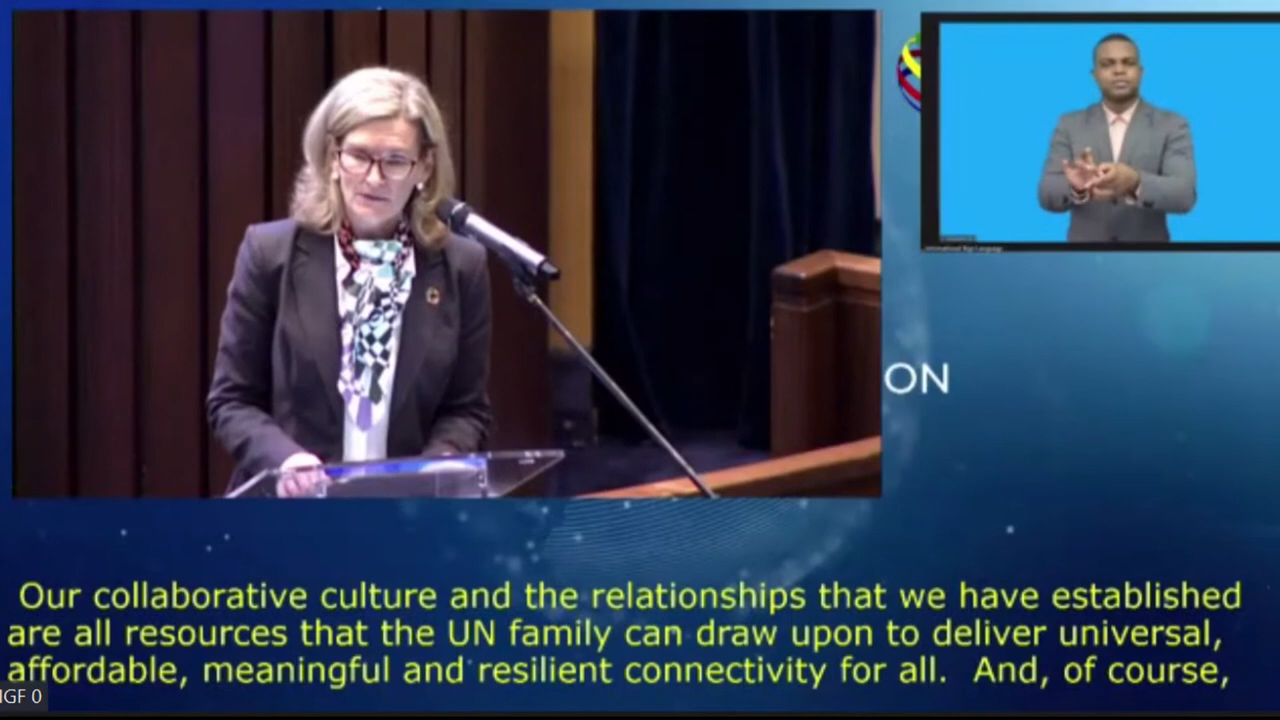 ON
Our collaborative culture and the relationships that we have established
are all resources that the UN family can draw upon to deliver universal,
affordable, meaningful and resilient connectivity for all. And, of course,
IGF 0